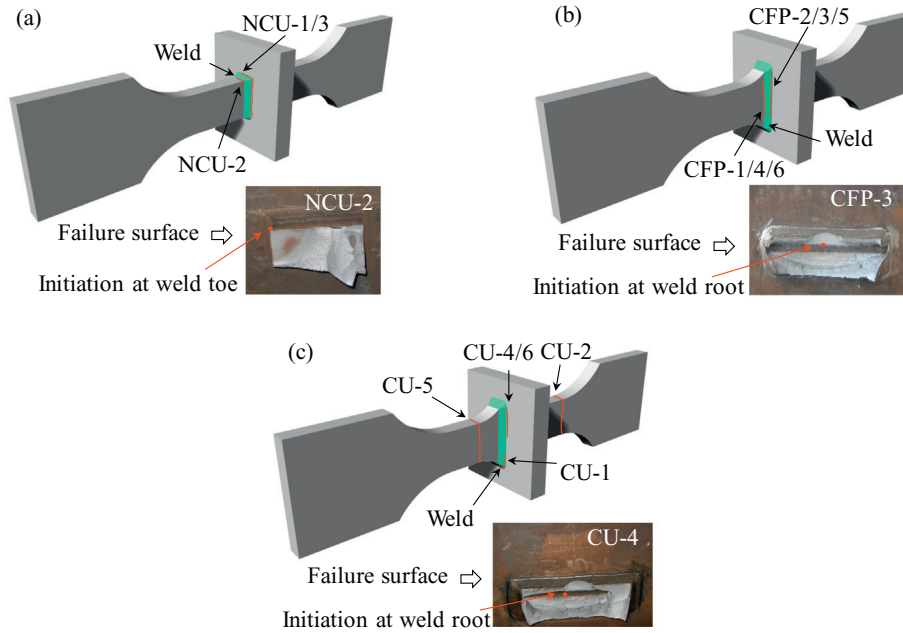 (a)
NCU-1/3
Weld
NCU-2
NCU-2
Failure surface
Initiation at weld toe
(b)
CFP-2/3/5
Weld
CFP-1/4/6
CFP-3
Failure surface
Initiation at weld root
(c)
CU-4/6
CU-2
CU-5
CU-1
Weld
CU-4
Failure surface
Initiation at weld root